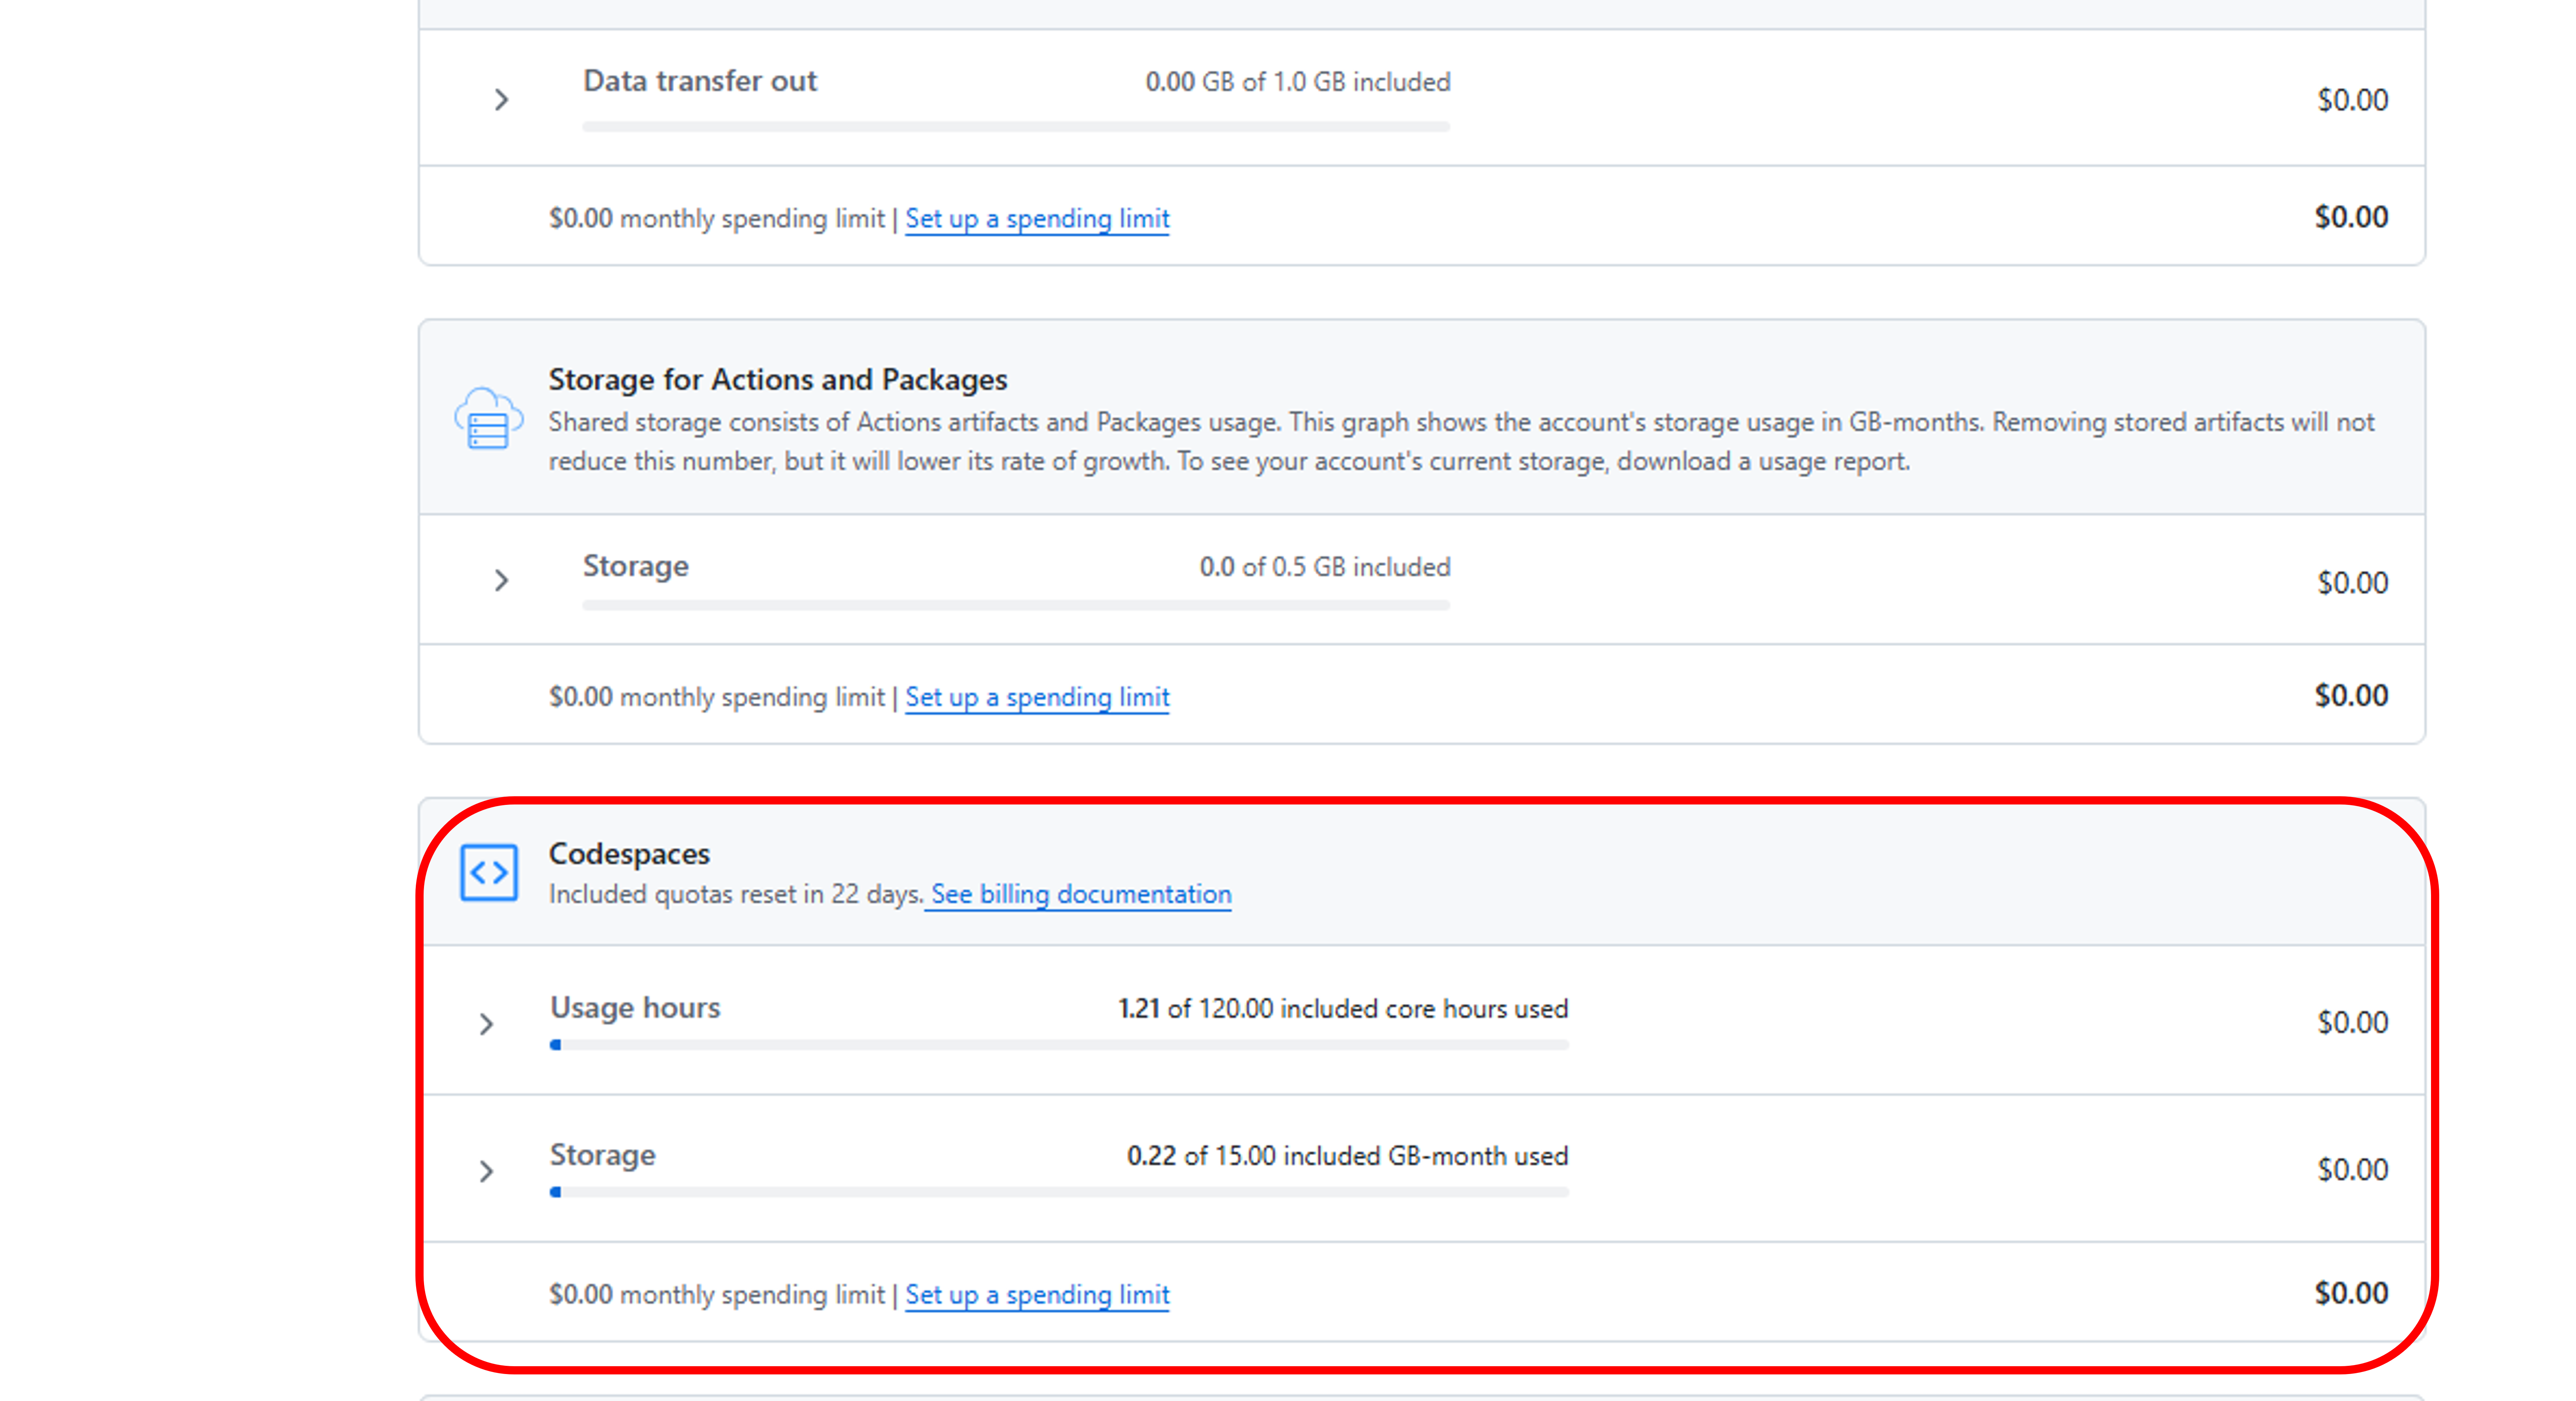 Data transfer out
0.00 GB of 1.0 GB included
$0.00
$0.00 monthly spending limit | Set up a spending limit
$0.00
Storage for Actions and Packages
Shared storage consists of Actions artifacts and Packages usage. This graph shows the account's storage usage in GB-months. Removing stored artifacts will not
reduce this number, but it will lower its rate of growth. To see your account's current storage, download a usage report.
Storage
0.0 of 0.5 GB included
$0.00
$0.00 monthly spending limit | Set up a spending limit
$0.00
Codespaces
Included quotas reset in 22 days. See billing documentation
Usage hours
1.21 of 120.00 included core hours used
$0.00
Storage
0.22 of 15.00 included GB-month used
$0.00
$0.00 monthly spending limit | Set up a spending limit
$0.00